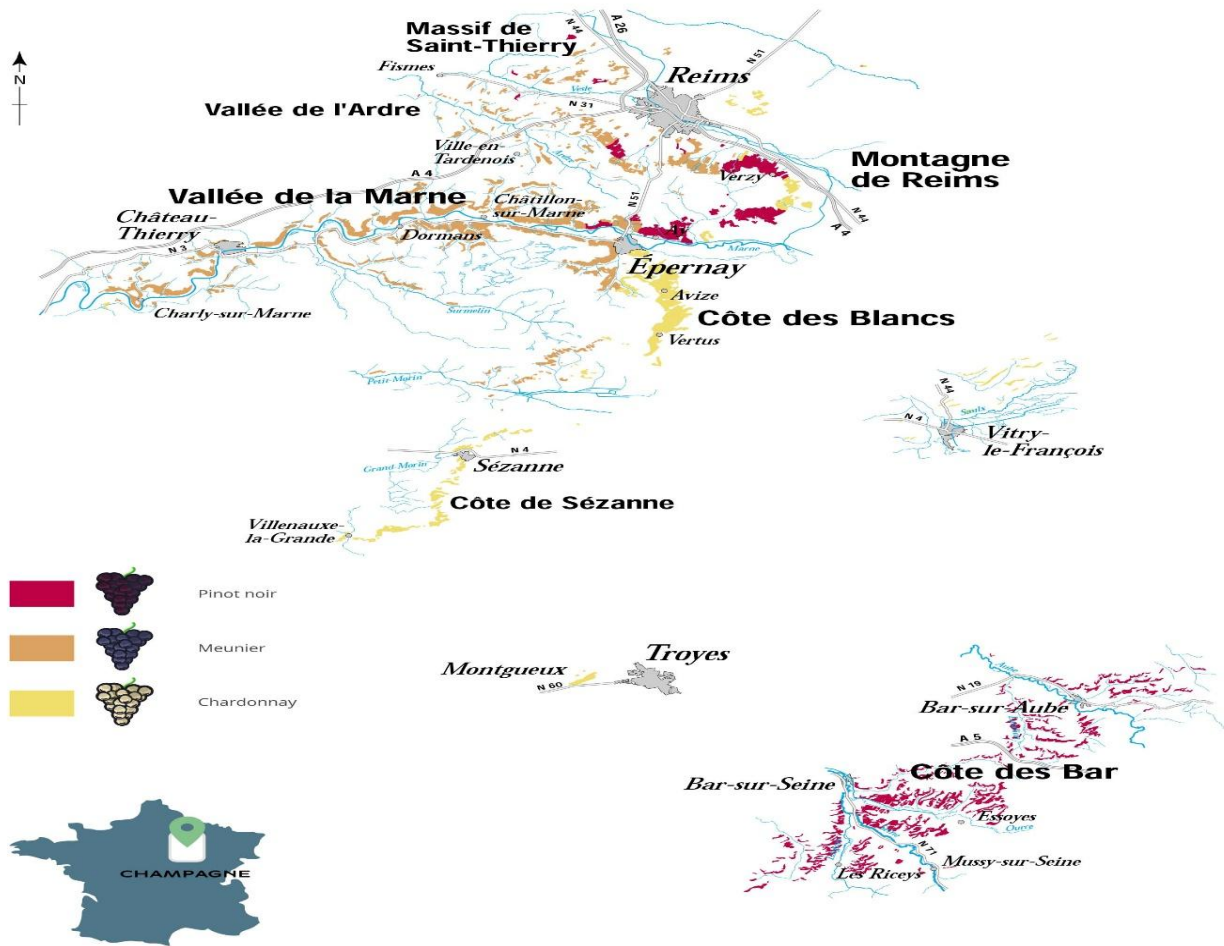 Massif de
Saint-Thierry
N 44
A 26
N 51
N
Fismes
Reims
Vesle
N 31
Vallée de l'Ardre
Ville-en-
Tardenois
Ardre
A 4
Montagne
de Reims
Verzy
Vallée de la Marne
Châtillon-
sur-Marne
N 51
N 44
A 4
Château-
Thierry
N 3
Dormans
Ay
Marne
Épernay
Avize
Charly-sur-Marne
Surmelin
Côte des Blancs
Vertus
Petit-Morin
N 44
Saulx
N 4
Vitry-
le-François
N 4
Grand-Morin
Sézanne
Côte de Sézanne
Villenauxe-
la-Grande
Pinot noir
Meunier
Chardonnay
Montgueux
Troyes
N 60
Aube
N 19
Bar-sur-Aube
A 5
Côte des Bar
Bar-sur-Seine
Essoyes
Ource
N 71
Mussy-sur-Seine
Les Riceys
CHAMPAGNE